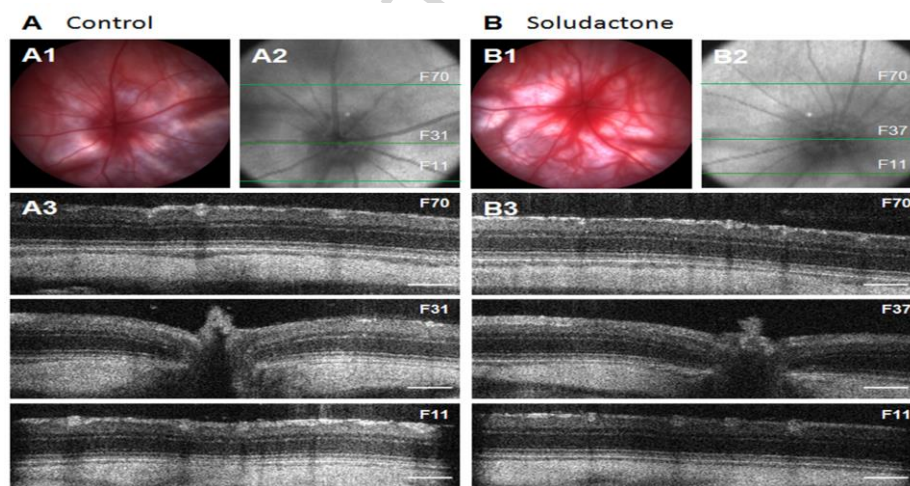 A Control
B Soludactone
A1
A2
F70
F31
F11
B1
B2
F70
F37
F11
A3
F70
F31
F11
B3
F70
F37
F11